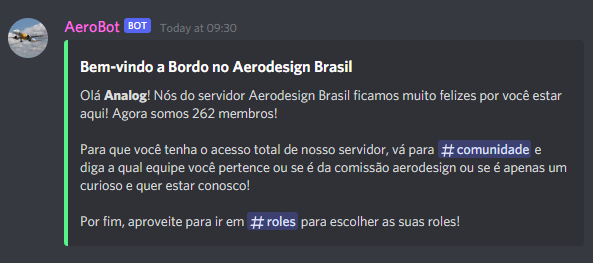 AeroBot BOT Today at 09:30
Bem-vindo a Bordo no Aerodesign Brasil
Olá Analog! Nós do servidor Aerodesign Brasil ficamos muito felizes por você estar
aqui! Agora somos 262 membros!
Para que você tenha o acesso total de nosso servidor, vá para #comunidade e
diga a qual equipe você pertence ou se é da comissão aerodesign ou se é apenas um
curioso e quer estar conosco!
Por fim, aproveite para ir em #roles para escolher as suas roles!